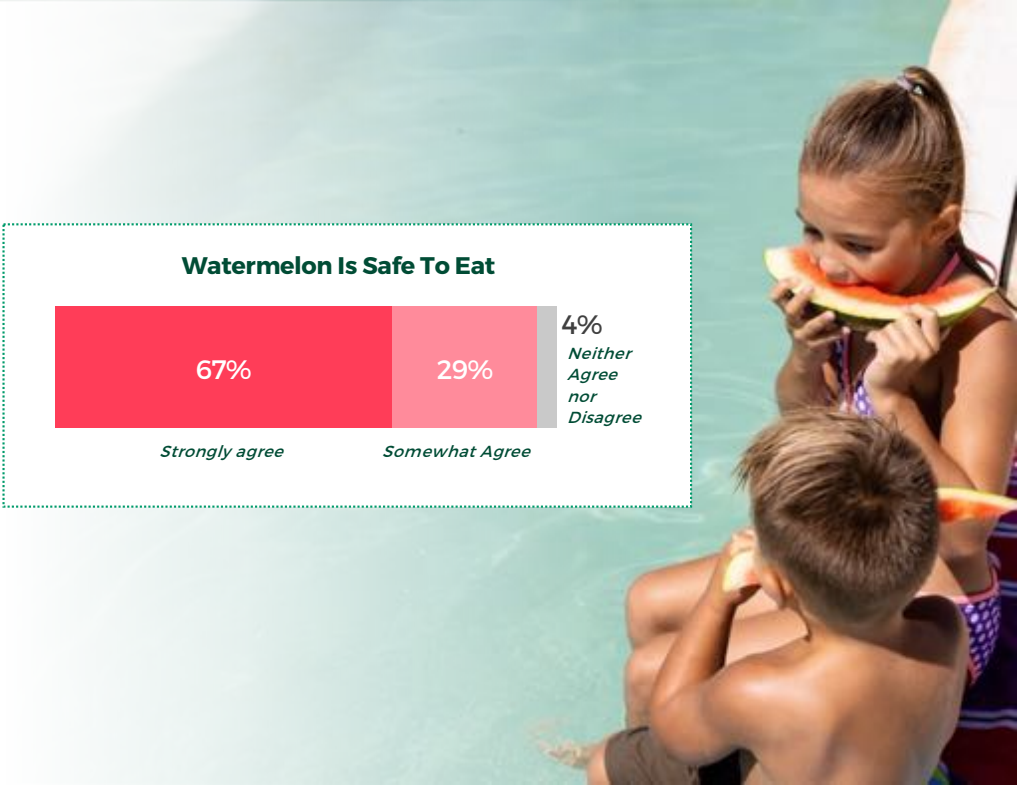 Watermelon Is Safe To Eat
67%
29%
4%
Neither
Agree
nor
Disagree
Strongly agree
Somewhat Agree